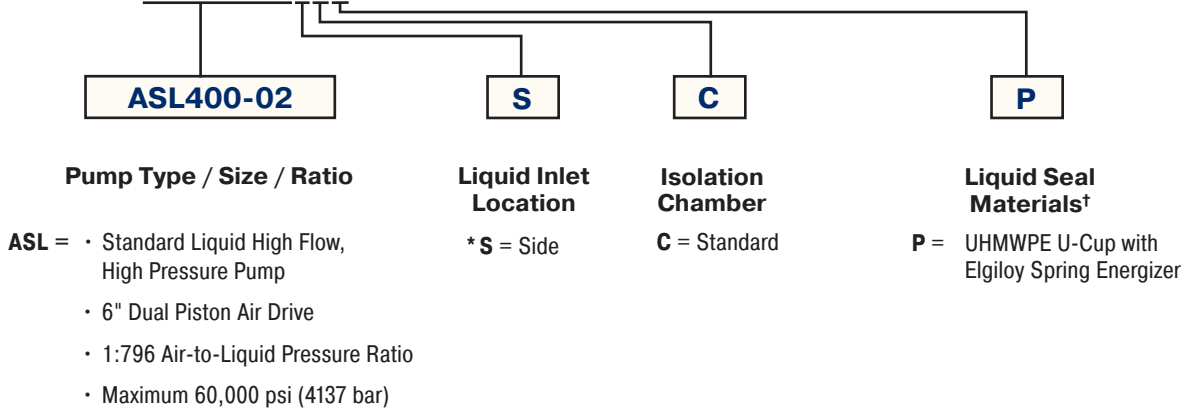 ASL400-02 S C P
Pump Type / Size / Ratio
ASL = · Standard Liquid High Flow,
High Pressure Pump
· 6" Dual Piston Air Drive
· 1:796 Air-to-Liquid Pressure Ratio
· Maximum 60,000 psi (4137 bar)
Liquid Inlet
Location
* S = Side
Isolation
Chamber
C = Standard
Liquid Seal
Materials†
P = UHMWPE U-Cup with
Elgiloy Spring Energizer